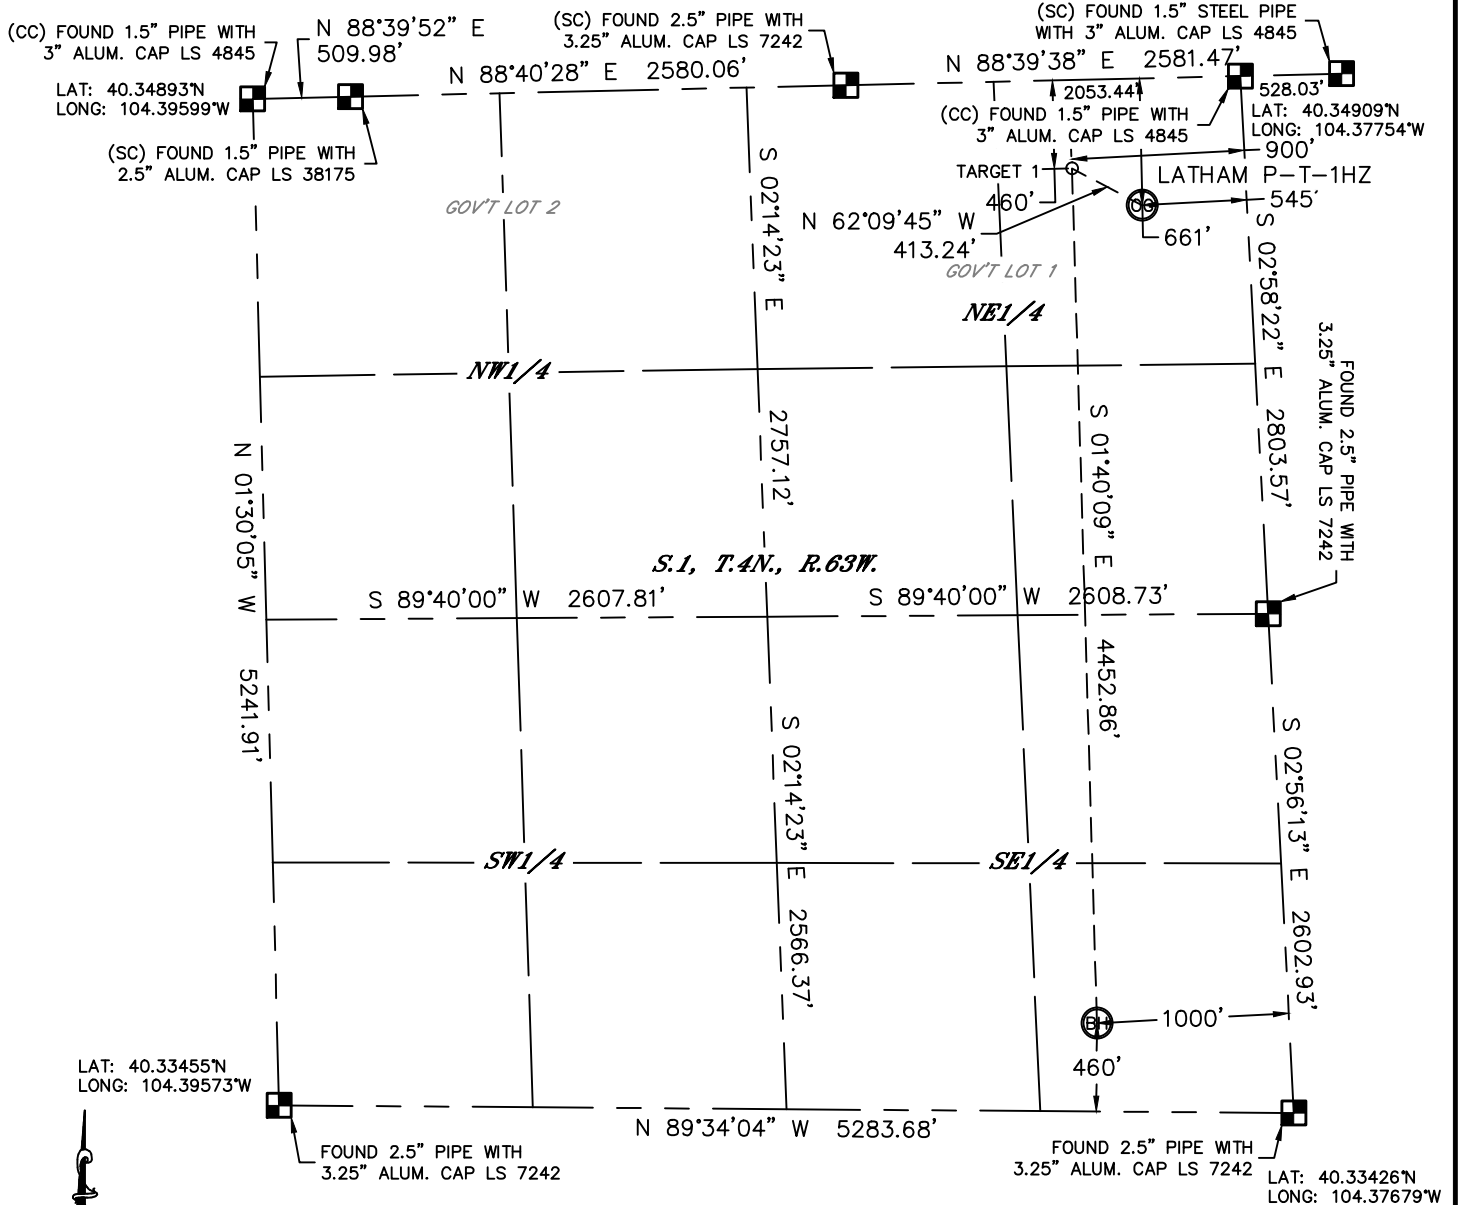 (CC) FOUND 1.5" PIPE WITH
3" ALUM. CAP LS 4845
N 88°39'52" E
509.98'
(SC) FOUND 2.5" PIPE WITH
3.25" ALUM. CAP LS 7242
(SC) FOUND 1.5" STEEL PIPE
WITH 3" ALUM. CAP LS 4845
N 88°40'28" E 2580.06'
N 88°39'38" E 2581.47'
LAT: 40.34893°N
LONG: 104.39599°W
2053.44'
528.03'
(CC) FOUND 1.5" PIPE WITH
3" ALUM. CAP LS 4845
LAT: 40.34909°N
LONG: 104.37754°W
(SC) FOUND 1.5" PIPE WITH
2.5" ALUM. CAP LS 38175
900'
TARGET 1
LATHAM P-T-1HZ
460'
545'
OG
GOV'T LOT 2
S 02°14'23" E
2757.12'
N 62°09'45" W
413.24'
661'
GOV'T LOT 1
S 02°58'22" E 2803.57'
NE1/4
NW1/4
FOUND 2.5" PIPE WITH
3.25" ALUM. CAP LS 7242
S 01°40'09" E
4452.86'
N 01°30'05" W
5241.91'
S.1, T.4N., R.63W.
S 89°40'00" W 2607.81'
S 89°40'00" W 2608.73'
S 02°14'23" E 2566.37'
S 02°56'13" E 2602.93'
SW1/4
SE1/4
BH
1000'
460'
LAT: 40.33455°N
LONG: 104.39573°W
N 89°34'04" W 5283.68'
FOUND 2.5" PIPE WITH
3.25" ALUM. CAP LS 7242
FOUND 2.5" PIPE WITH
3.25" ALUM. CAP LS 7242
LAT: 40.33426°N
LONG: 104.37679°W